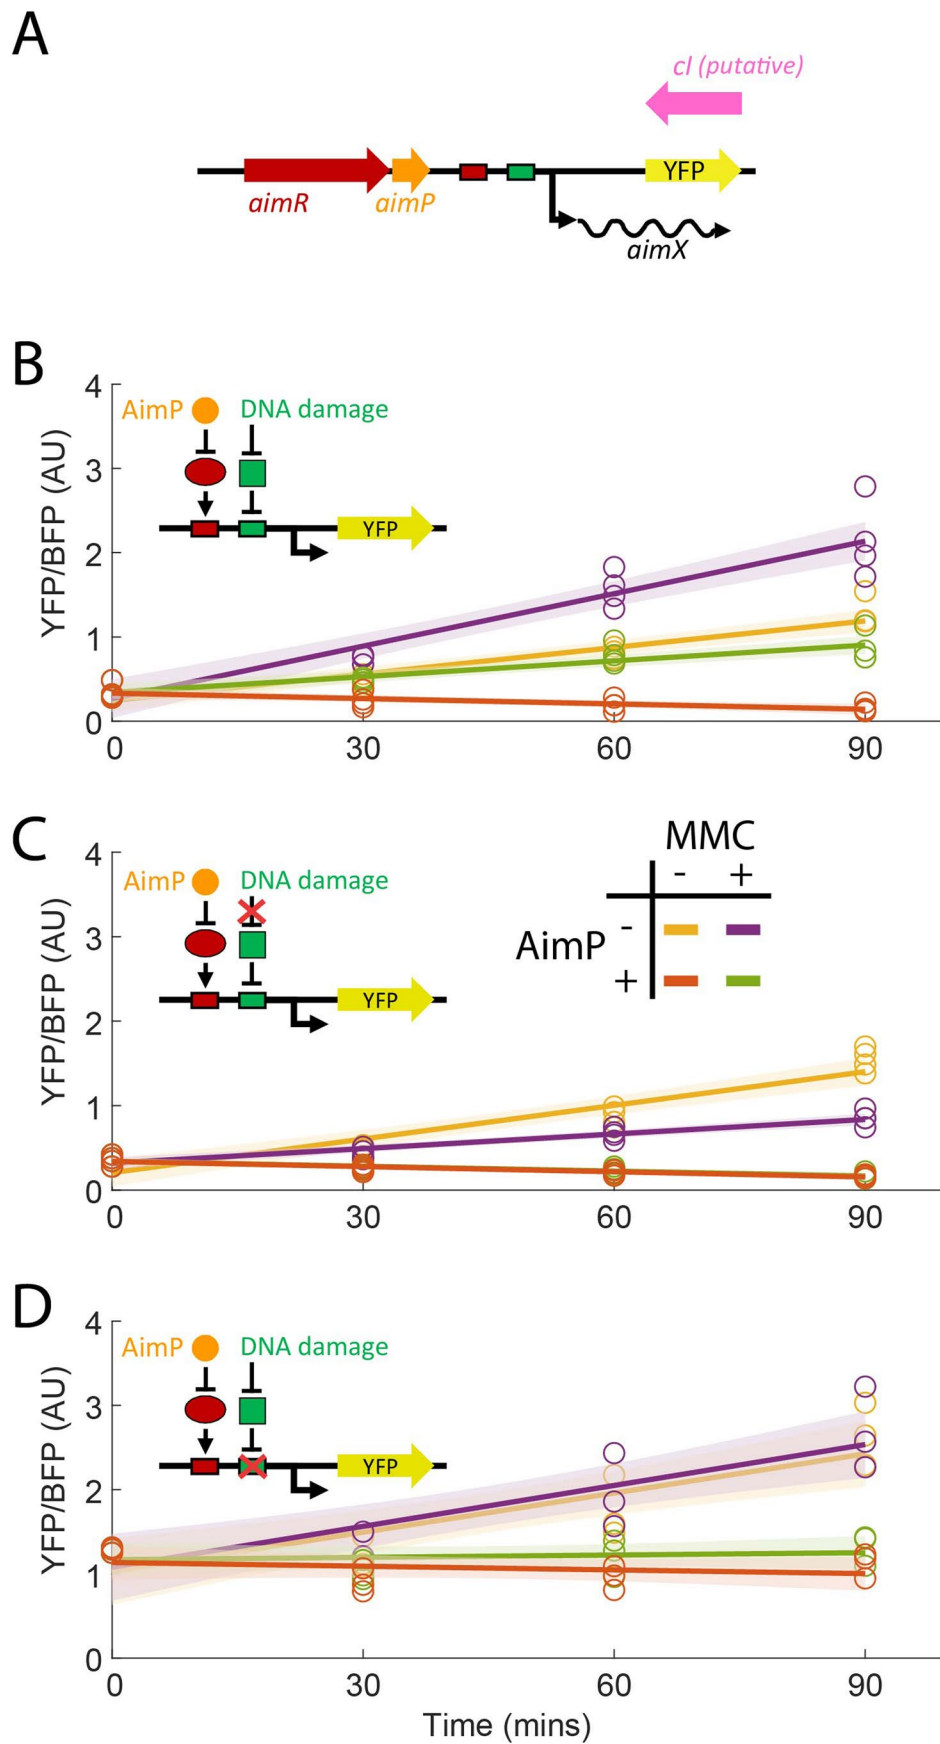 A
cI (putative)
YFP
aimR aimP
aimX
B
4
AimP DNA damage
3
YFP
2
1
0
YFP/BFP (AU)
0 30 60 90
C
MMC
- +
AimP -
+
4
AimP DNA damage
3
YFP
2
1
0
YFP/BFP (AU)
0 30 60 90
D
4
AimP DNA damage
3
YFP
2
1
0
YFP/BFP (AU)
0 30 60 90
Time (mins)